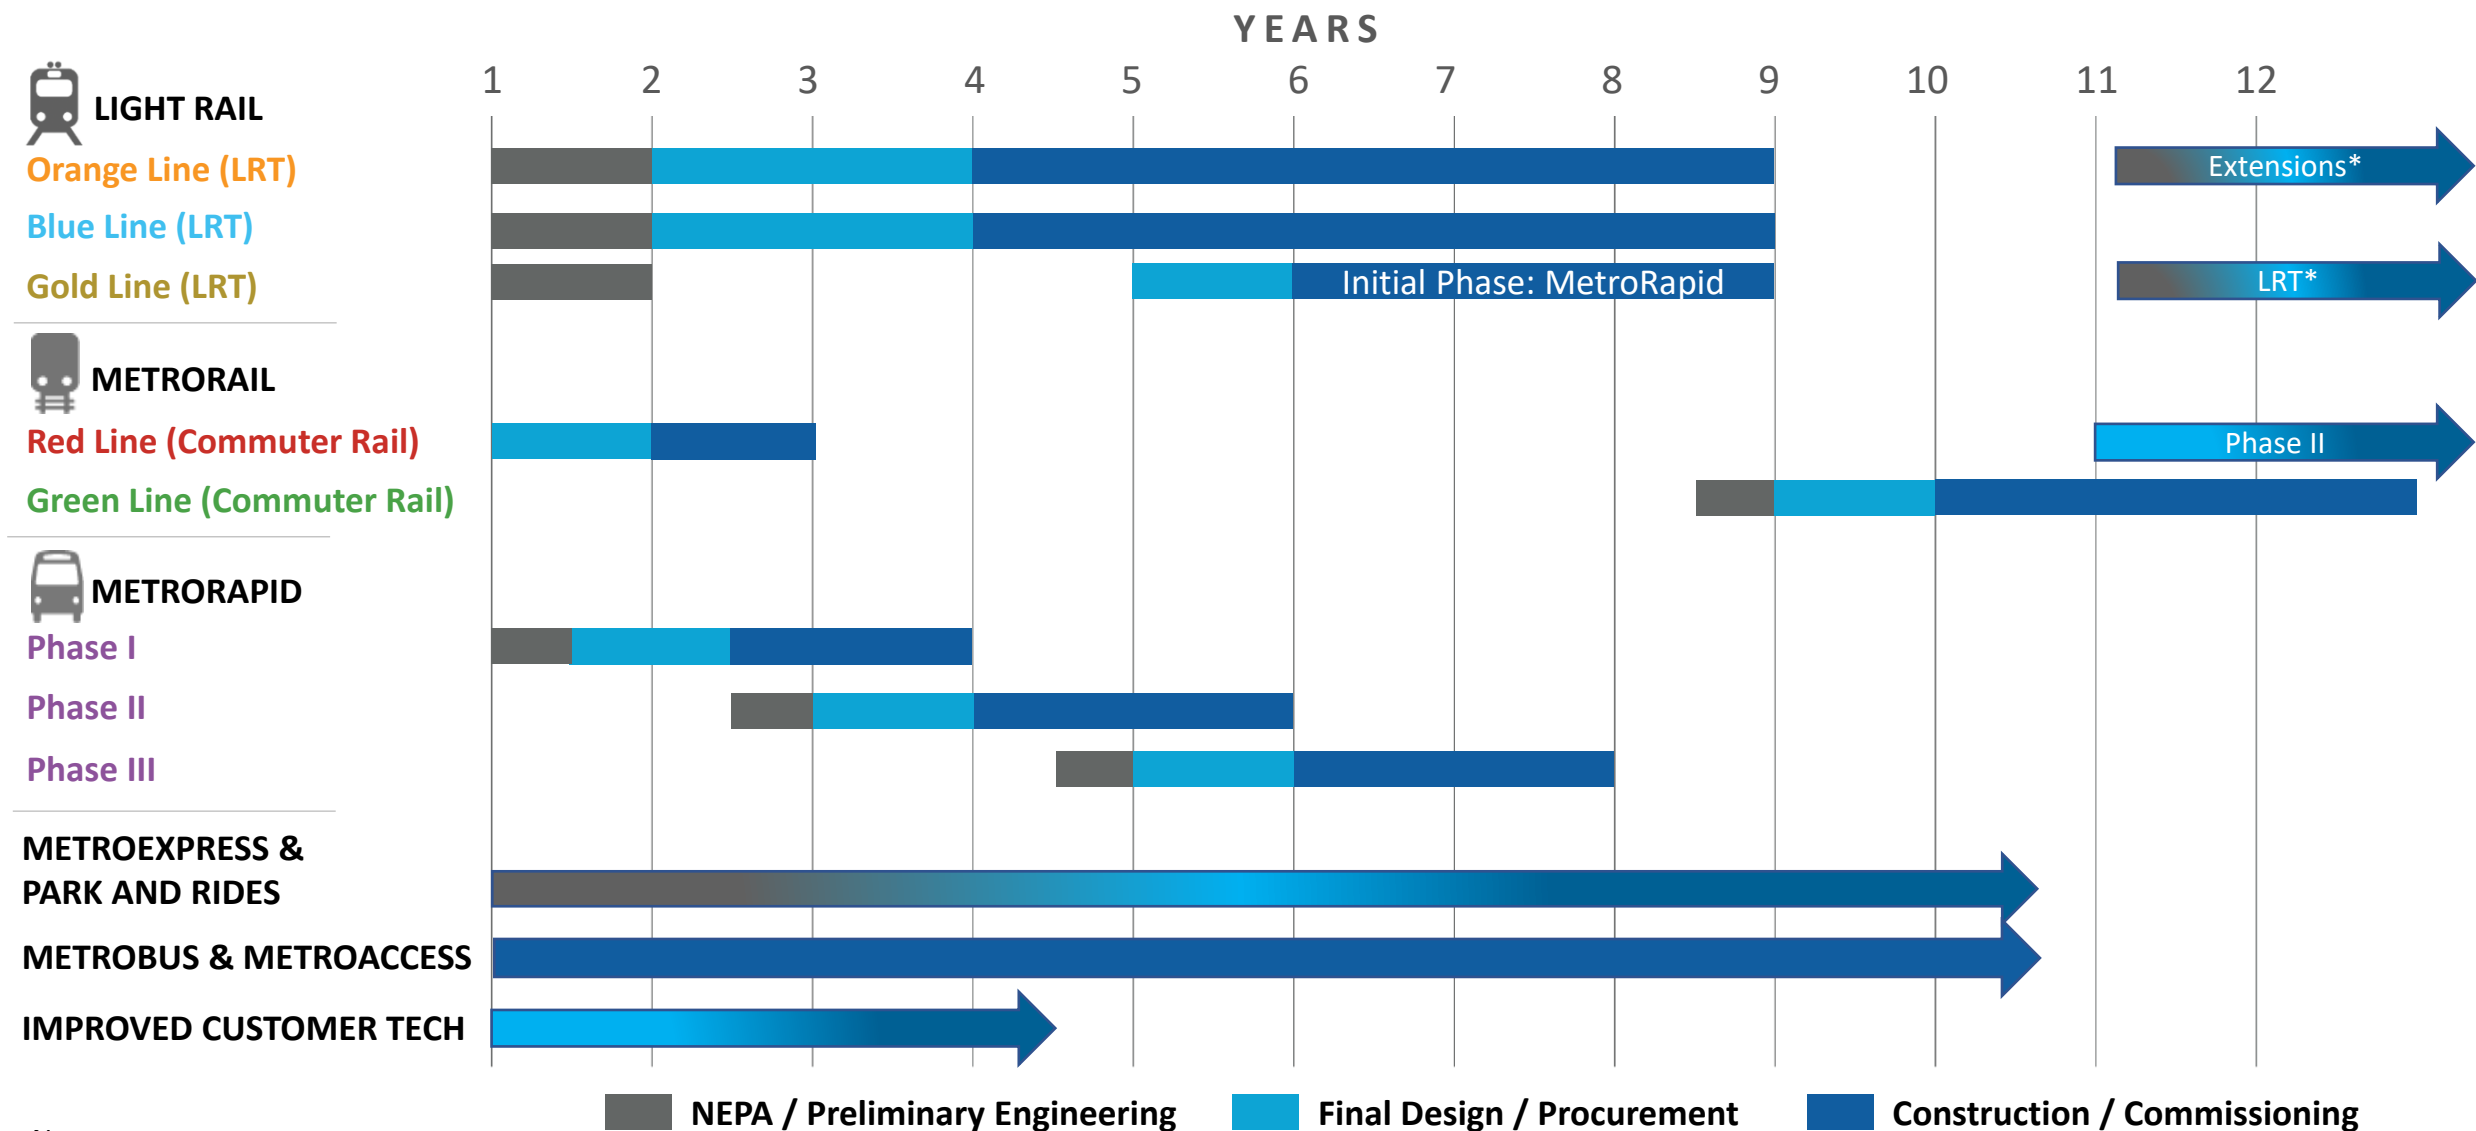 YEARS
1 2 3 4 5 6 7 8 9 10 11 12
LIGHT RAIL
Orange Line (LRT)
Extensions*
Blue Line (LRT)
Gold Line (LRT)
Initial Phase: MetroRapid
LRT*
METRORAIL
Red Line (Commuter Rail)
Phase II
Green Line (Commuter Rail)
METRORAPID
Phase I
Phase II
Phase III
METROEXPRESS &
PARK AND RIDES
METROBUS & METROACCESS
IMPROVED CUSTOMER TECH
NEPA / Preliminary Engineering
Final Design / Procurement
Construction / Commissioning